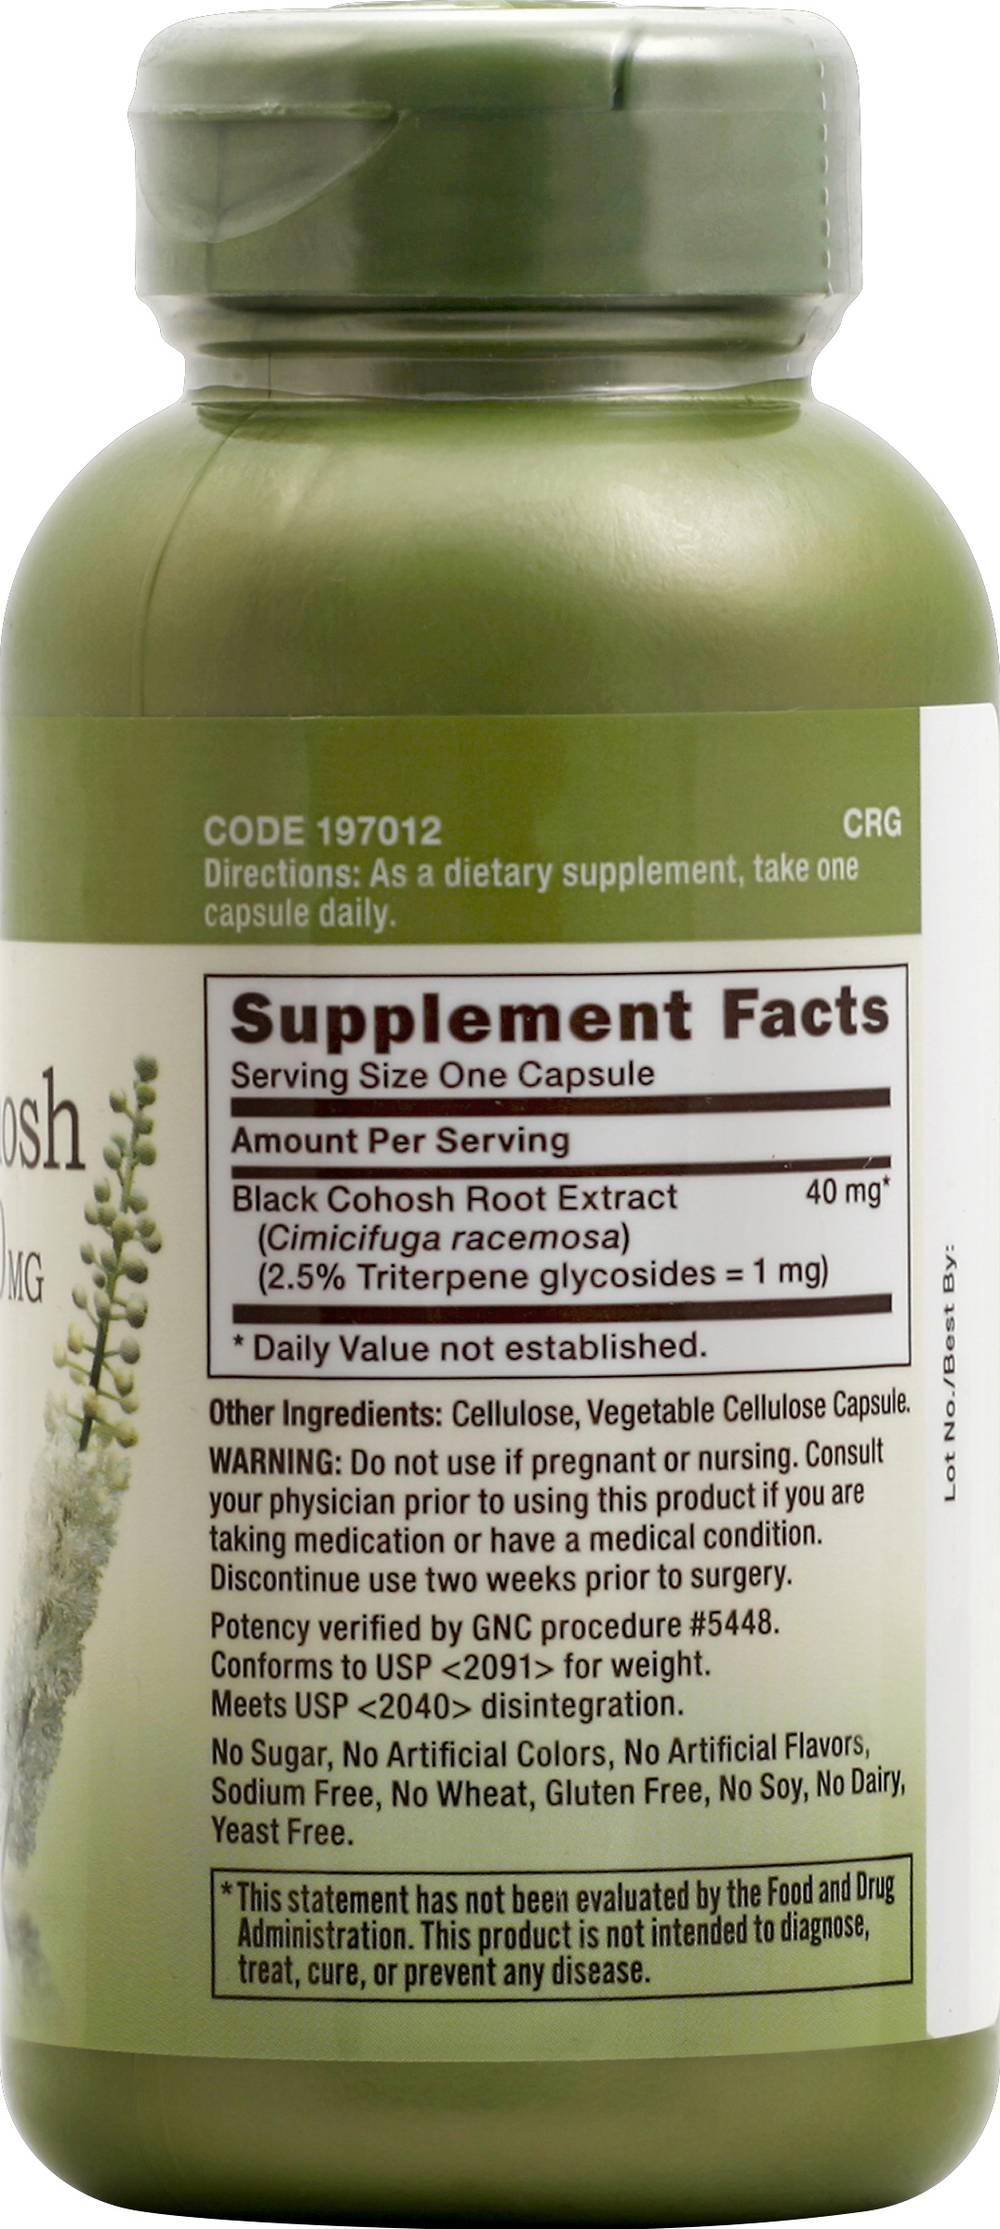 CODE 197012 CRG
Directions: As a dietary supplement, take one
capsule daily.
osh
MG
Supplement Facts
Serving Size One Capsule
Amount Per Serving
Black Cohosh Root Extract 40 mg*
(Cimicifuga racemosa)
(2.5% Triterpene glycosides = 1 mg)
* Daily Value not established.
Other Ingredients: Cellulose, Vegetable Cellulose Capsule.
WARNING: Do not use if pregnant or nursing. Consult
your physician prior to using this product if you are
taking medication or have a medical condition.
Discontinue use two weeks prior to surgery.
Potency verified by GNC procedure #5448.
Conforms to USP <2091> for weight.
Meets USP <2040> disintegration.
No Sugar, No Artificial Colors, No Artificial Flavors,
Sodium Free, No Wheat, Gluten Free, No Soy, No Dairy,
Yeast Free.
*This statement has not been evaluated by the Food and Drug
Administration. This product is not intended to diagnose,
treat, cure, or prevent any disease.
Lot No./Best By: